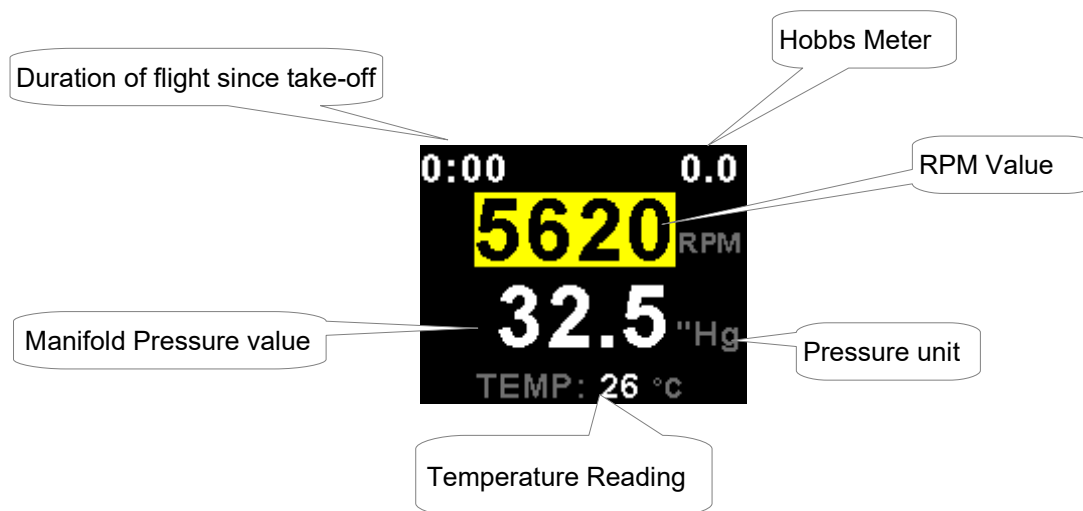 Hobbs Meter
Duration of flight since take-off
0:00 0.0
RPM Value
5620 RPM
32.5 "Hg
Manifold Pressure value
Pressure unit
TEMP: 26 °C
Temperature Reading